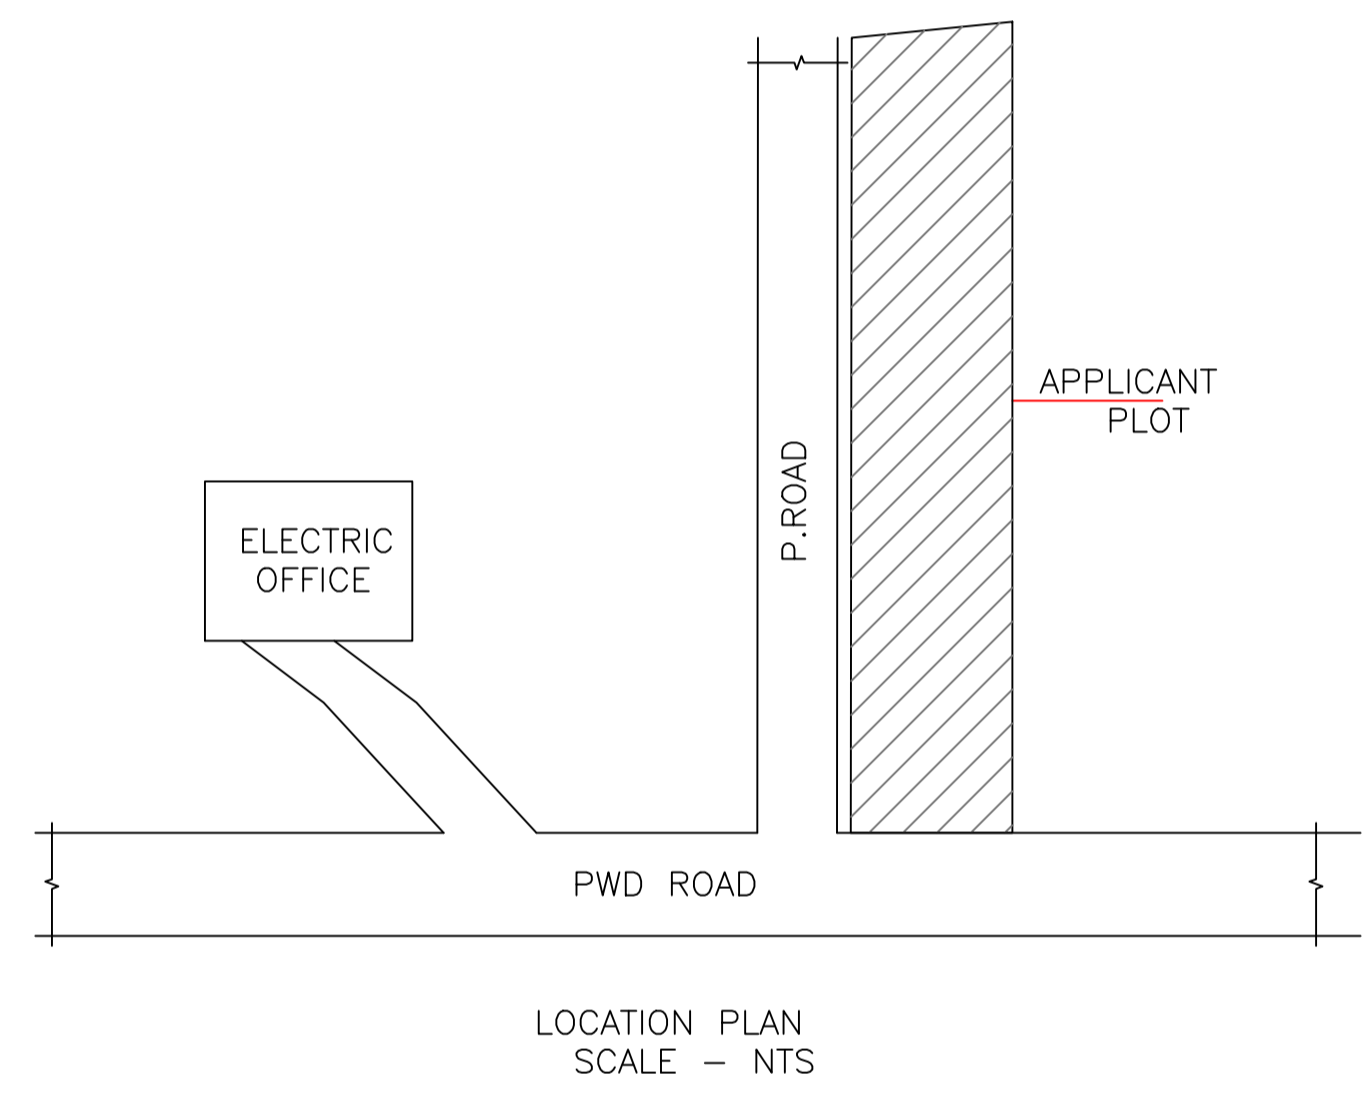 APPLICANT
PLOT
P.ROAD
ELECTRIC
OFFICE
PWD ROAD
LOCATION PLAN
SCALE – NTS